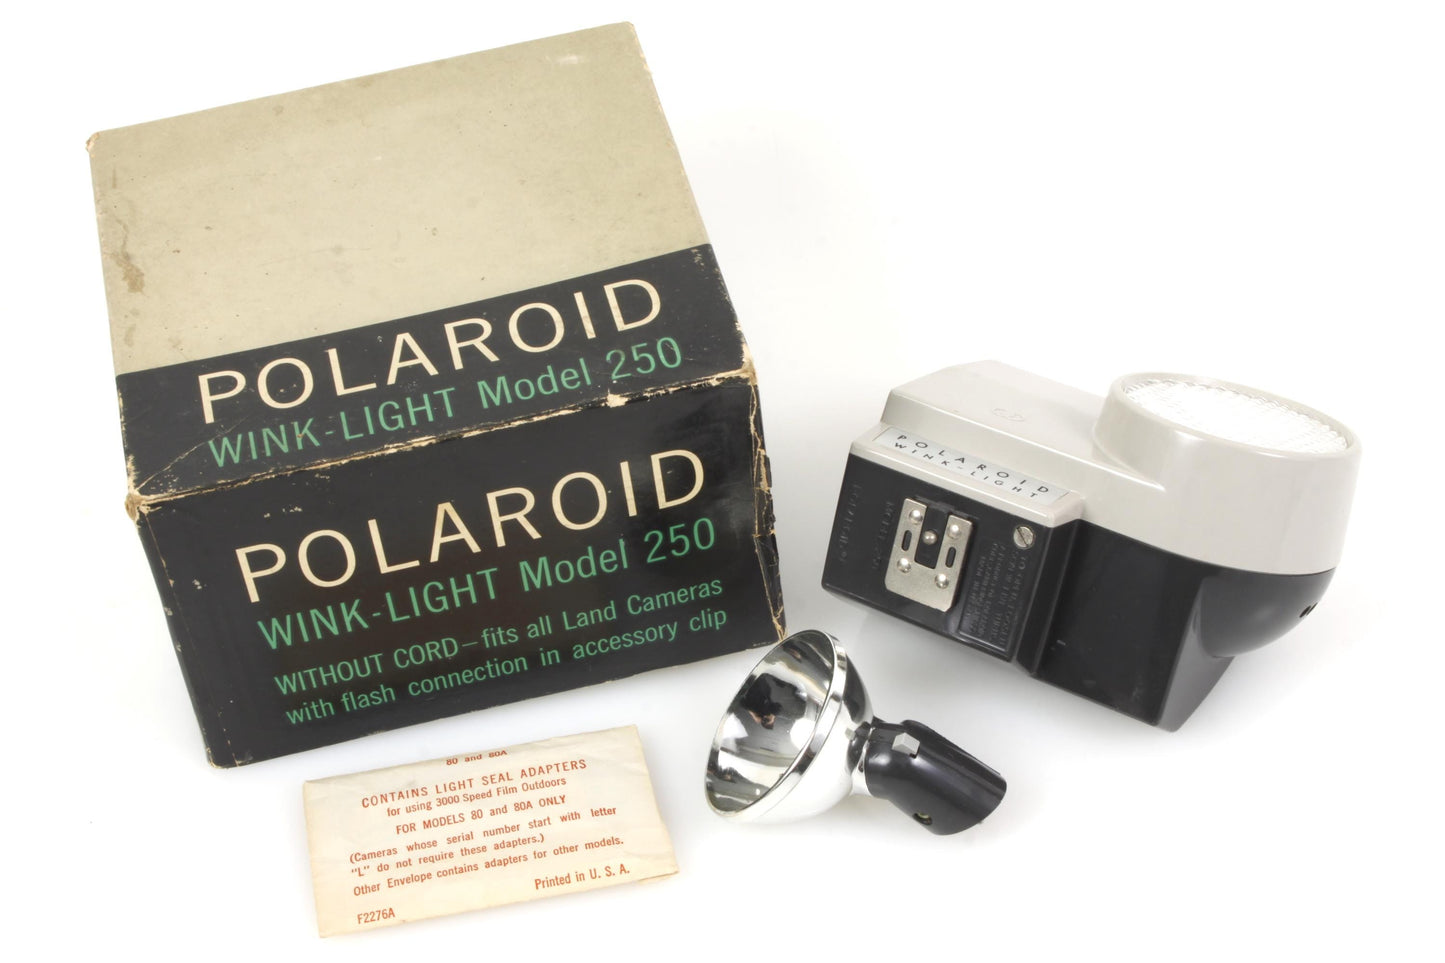 POLAROID
WINK-LIGHT Model 250
POLAROID
WINK-LIGHT Model 250
WITHOUT CORD—fits all Land Cameras
with flash connection in accessory clip
80 and 80A
CONTAINS LIGHT SEAL ADAPTERS
for using 3000 Speed Film Outdoors
FOR MODELS 80 and 80A ONLY
(Cameras whose serial number start with letter
"L" do not require these adapters.)
Other Envelope contains adapters for other models.
Printed in U. S. A.
F2276A
POLAROID
WINK-LIGHT